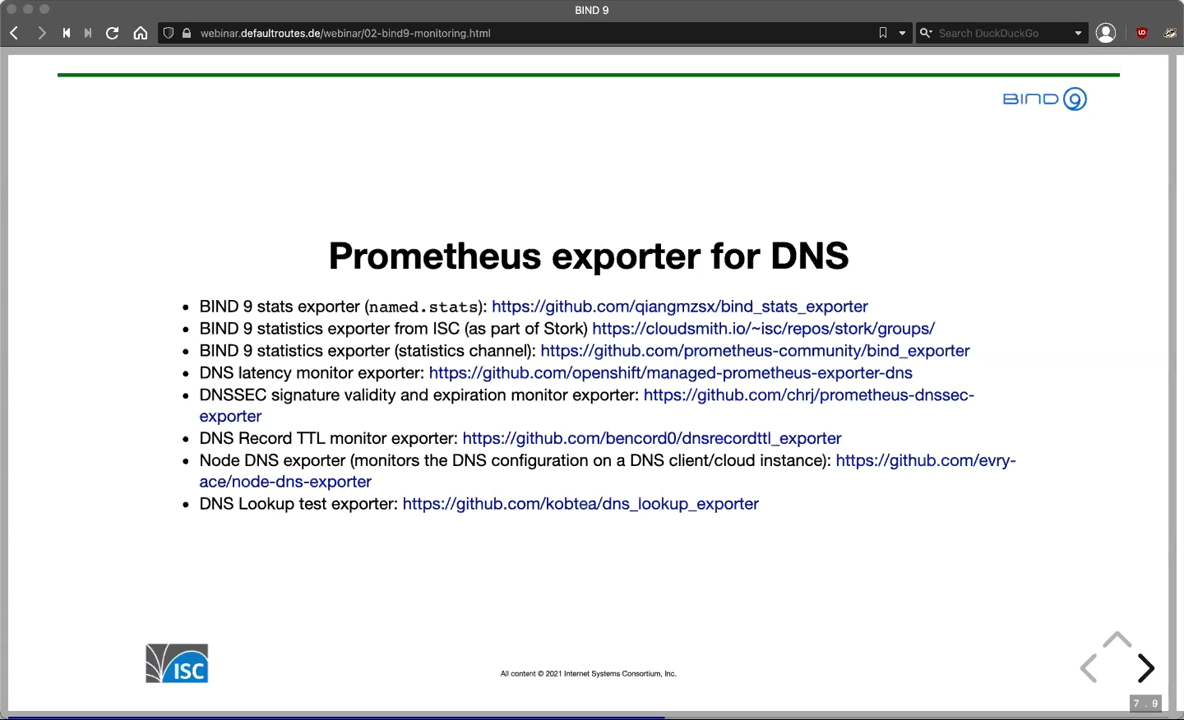 BIND 9
webinar.defaultroutes.de/webinar/02-bind9-monitoring.html
Search DuckDuckGo
BIND 9
Prometheus exporter for DNS
• BIND 9 stats exporter (named.stats): https://github.com/qiangmzsx/bind_stats_exporter
• BIND 9 statistics exporter from ISC (as part of Stork) https://cloudsmith.io/~isc/repos/stork/groups/
• BIND 9 statistics exporter (statistics channel): https://github.com/prometheus-community/bind_exporter
• DNS latency monitor exporter: https://github.com/openshift/managed-prometheus-exporter-dns
• DNSSEC signature validity and expiration monitor exporter: https://github.com/chrj/prometheus-dnssec-
exporter
• DNS Record TTL monitor exporter: https://github.com/bencord0/dnsrecordttl_exporter
• Node DNS exporter (monitors the DNS configuration on a DNS client/cloud instance): https://github.com/evry-
ace/node-dns-exporter
• DNS Lookup test exporter: https://github.com/kobtea/dns_lookup_exporter
ISC
All content © 2021 Internet Systems Consortium, Inc.
7 . 9